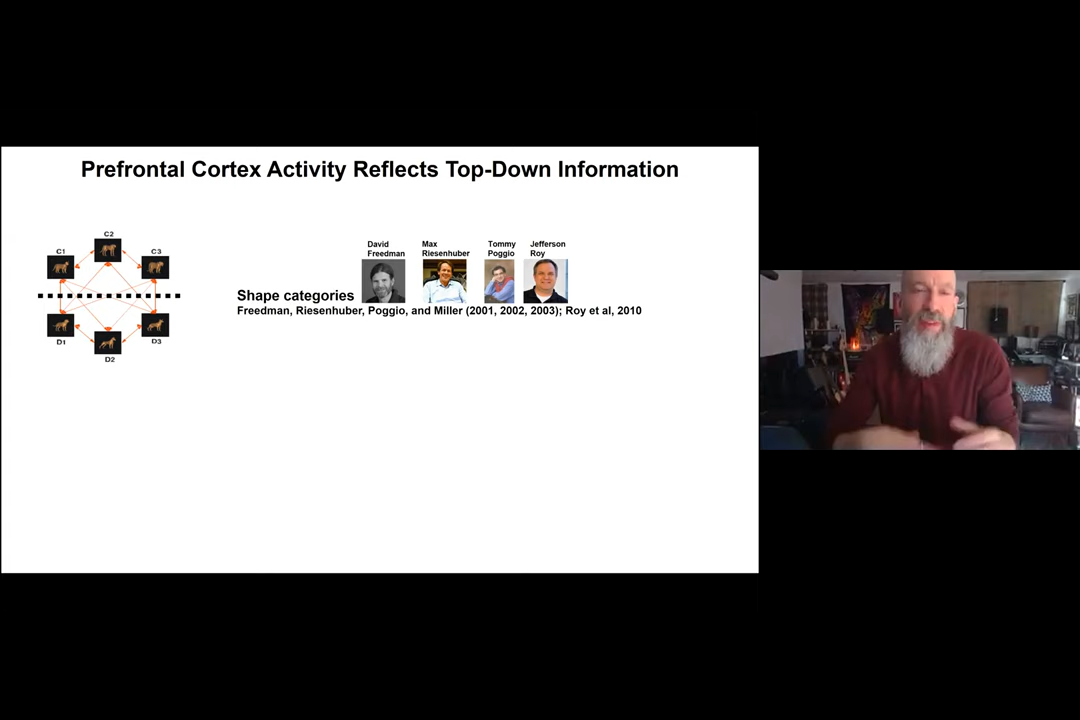 Prefrontal Cortex Activity Reflects Top-Down Information
C2
C1
C3
D1
D2
D3
David
Freedman
Max
Riesenhuber
Tommy
Poggio
Jefferson
Roy
Shape categories
Freedman, Riesenhuber, Poggio, and Miller (2001, 2002, 2003); Roy et al, 2010